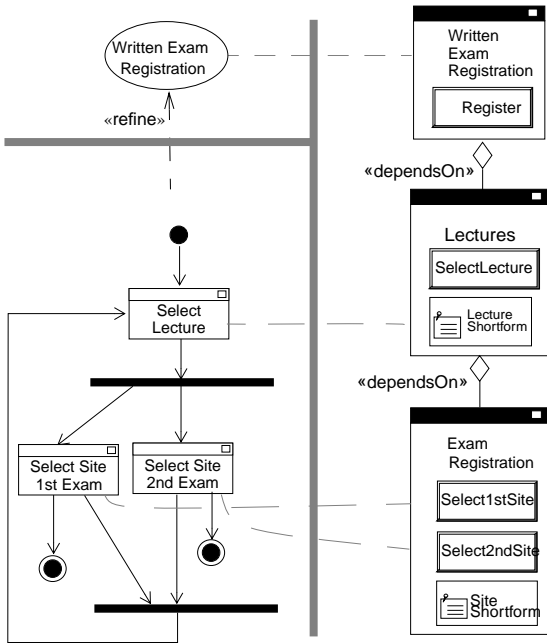 Written Exam
Registration
«refine»
Select
Lecture
Select Site
1st Exam
Select Site
2nd Exam
Written
Exam
Registration
Register
«dependsOn»
Lectures
SelectLecture
Lecture
Shortform
«dependsOn»
Exam
Registration
Select1stSite
Select2ndSite
Site
Shortform